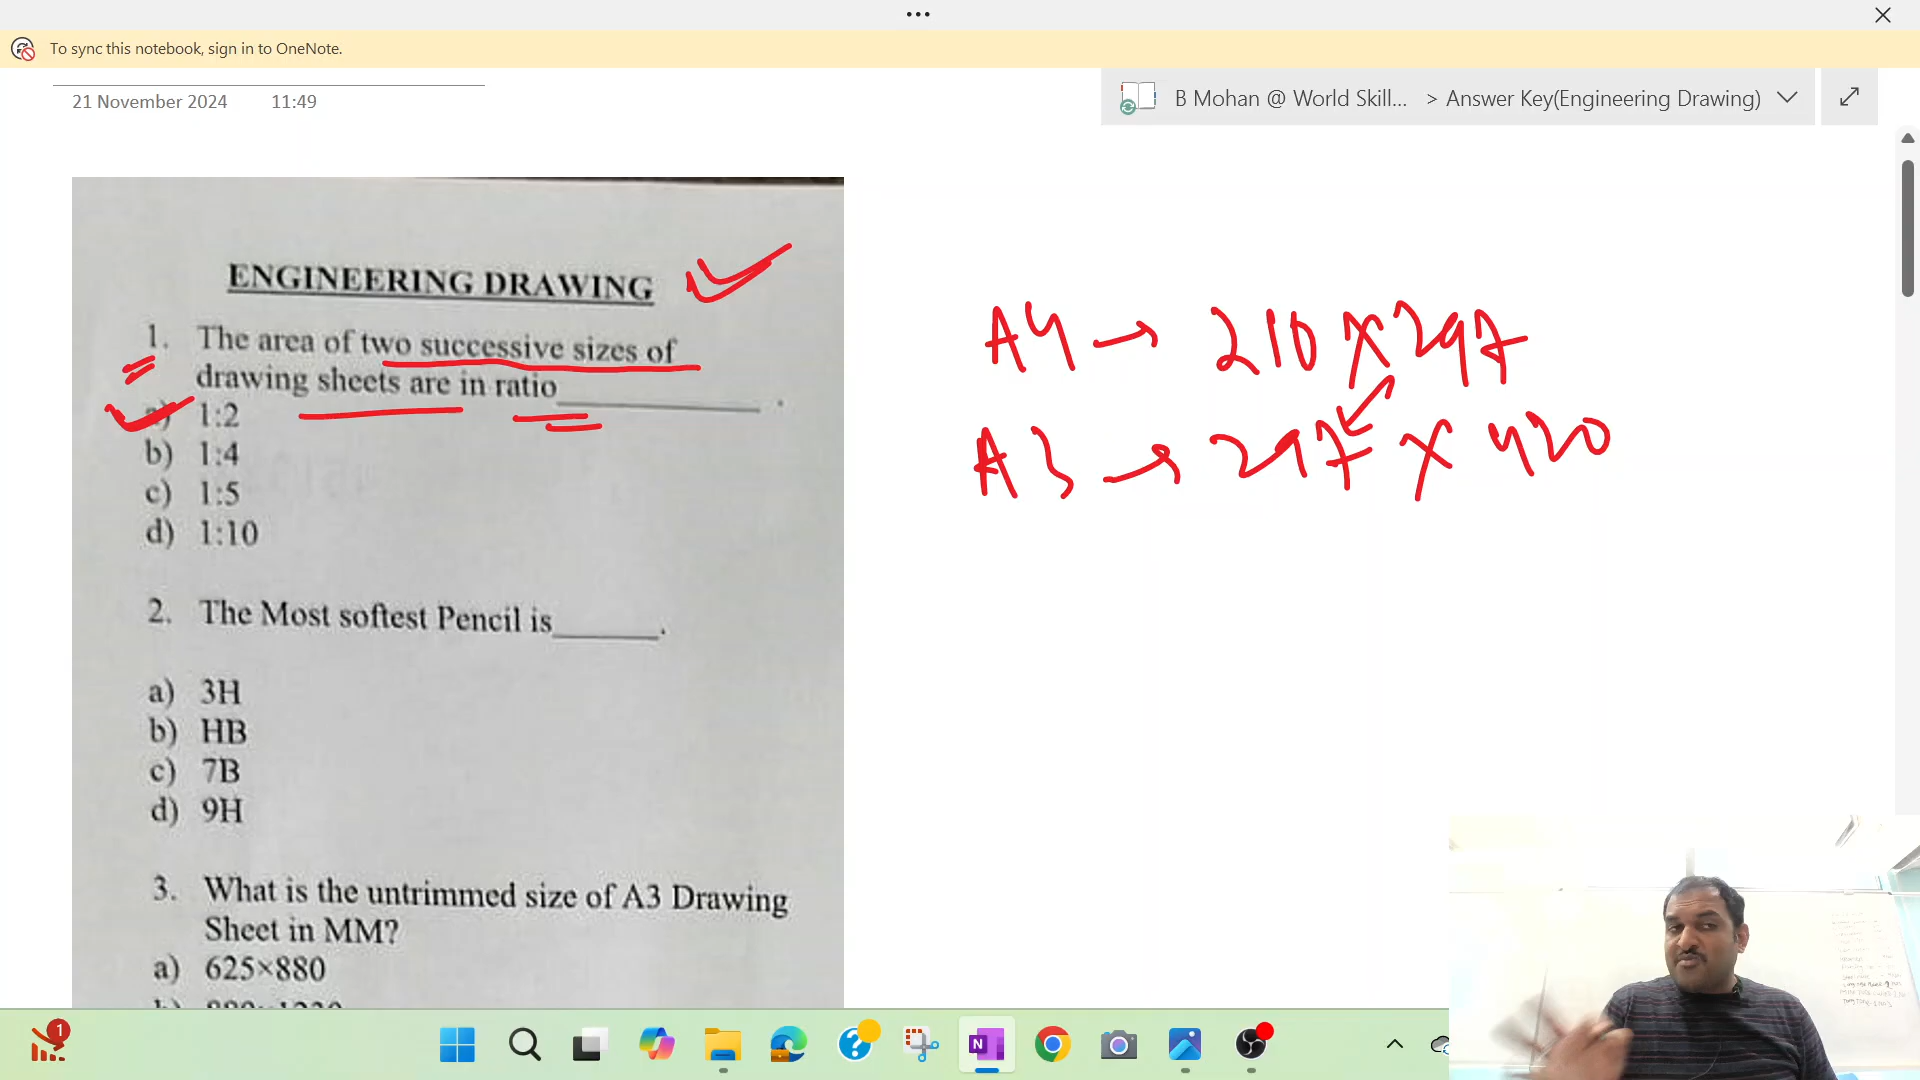 To sync this notebook, sign in to OneNote.
21 November 2024 11:49
B Mohan @ World Skill... > Answer Key(Engineering Drawing)
ENGINEERING DRAWING
1. The area of two successive sizes of
drawing sheets are in ratio____________ .
a) 1:2
b) 1:4
c) 1:5
d) 1:10
2. The Most softest Pencil is______.
a) 3H
b) HB
c) 7B
d) 9H
3. What is the untrimmed size of A3 Drawing
Sheet in MM?
a) 625×880
A4 → 210 X 297
A3 → 297 X 420
1